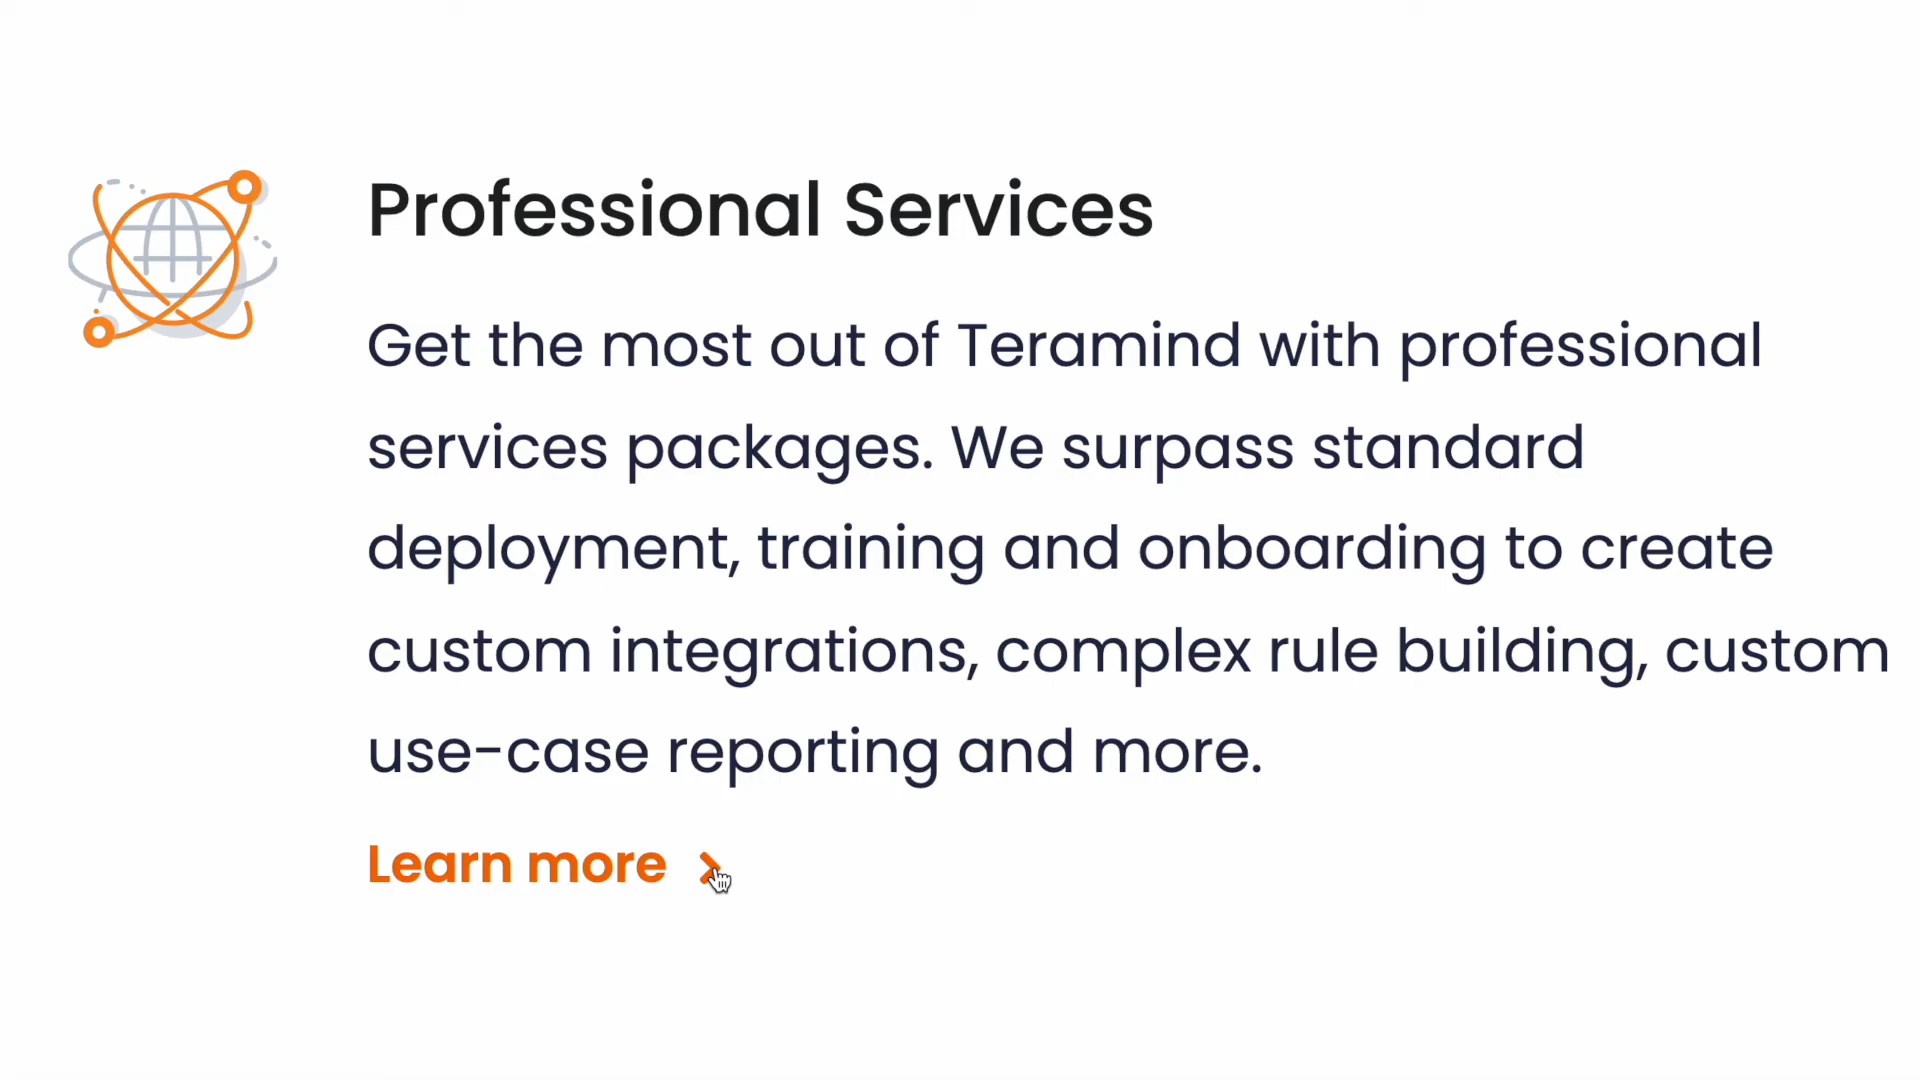 Professional Services
Get the most out of Teramind with professional
services packages. We surpass standard
deployment, training and onboarding to create
custom integrations, complex rule building, custom
use-case reporting and more.
Learn more